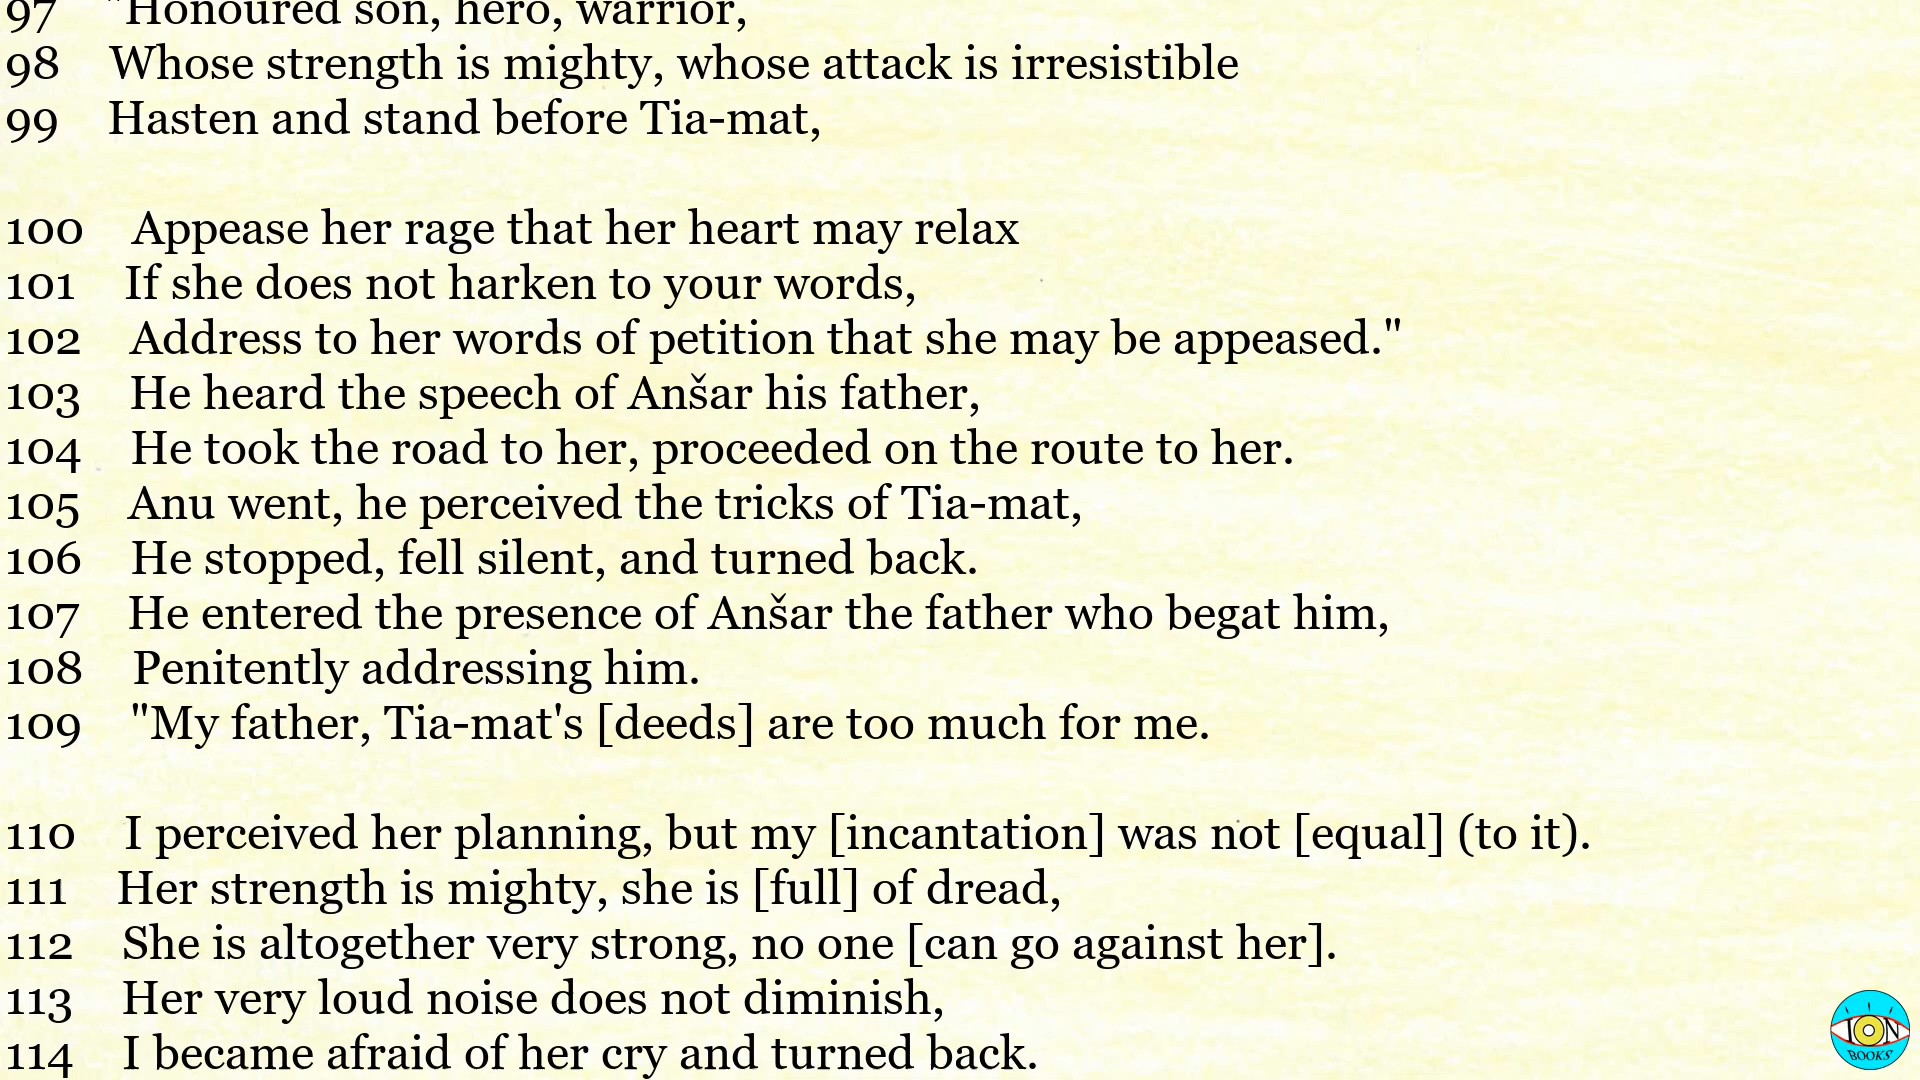 97 "Honoured son, hero, warrior,
98 Whose strength is mighty, whose attack is irresistible
99 Hasten and stand before Tia-mat,
100 Appease her rage that her heart may relax
101 If she does not harken to your words,
102 Address to her words of petition that she may be appeased."
103 He heard the speech of Anšar his father,
104 He took the road to her, proceeded on the route to her.
105 Anu went, he perceived the tricks of Tia-mat,
106 He stopped, fell silent, and turned back.
107 He entered the presence of Anšar the father who begat him,
108 Penitently addressing him.
109 "My father, Tia-mat's [deeds] are too much for me.
110 I perceived her planning, but my [incantation] was not [equal] (to it).
111 Her strength is mighty, she is [full] of dread,
112 She is altogether very strong, no one [can go against her].
113 Her very loud noise does not diminish,
114 I became afraid of her cry and turned back.
ION
BOOKS